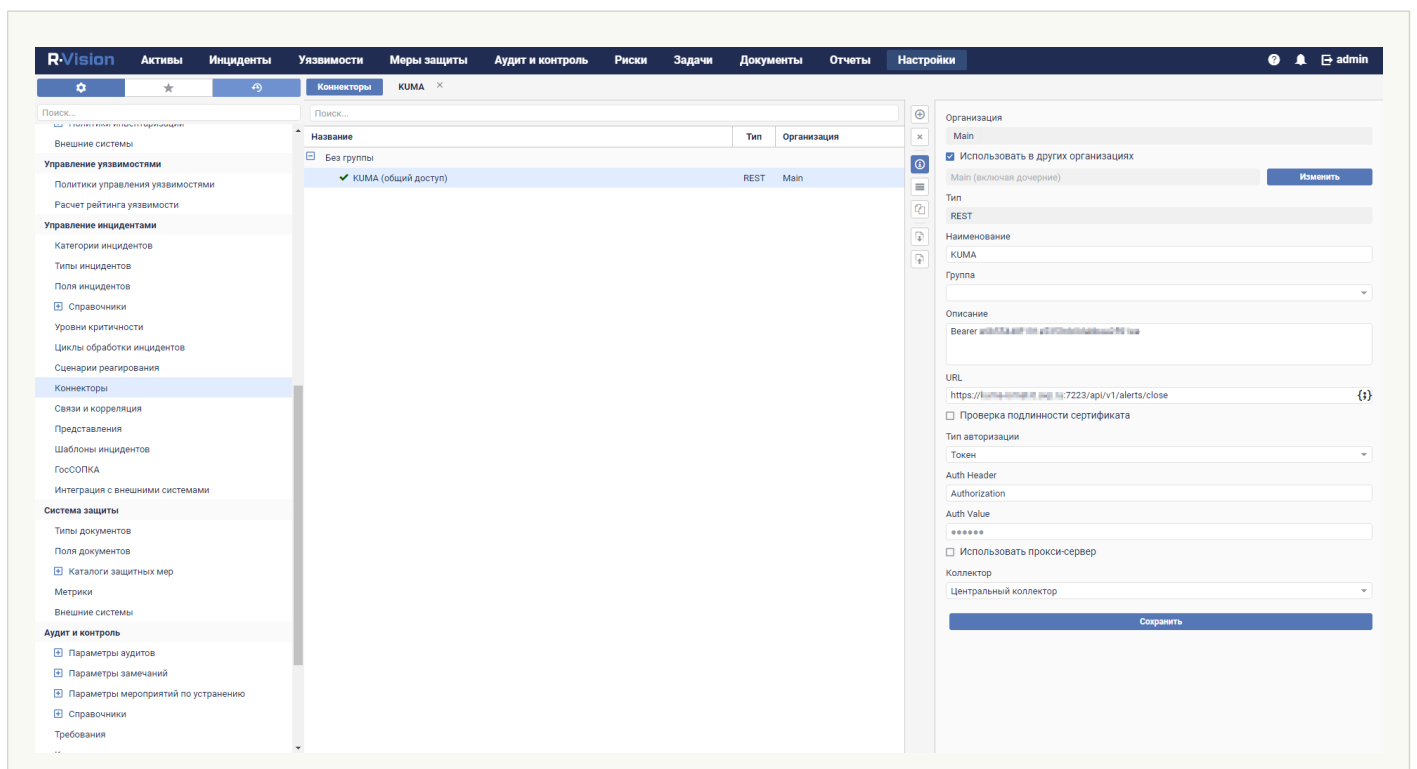 R·Vision Активы Инциденты Уязвимости Меры защиты Аудит и контроль Риски Задачи Документы Отчеты Настройки admin
Коннекторы KUMA
Поиск...
Внешние системы
Управление уязвимостями
Политики управления уязвимостями
Расчет рейтинга уязвимости
Управление инцидентами
Категории инцидентов
Типы инцидентов
Поля инцидентов
Справочники
Уровни критичности
Циклы обработки инцидентов
Сценарии реагирования
Коннекторы
Связи и корреляция
Представления
Шаблоны инцидентов
ГосСОПКА
Интеграция с внешними системами
Система защиты
Типы документов
Поля документов
Каталоги защитных мер
Метрики
Внешние системы
Аудит и контроль
Параметры аудитов
Параметры замечаний
Параметры мероприятий по устранению
Справочники
Требования
Поиск...
Название Тип Организация
Без группы
KUMA (общий доступ) REST Main
Организация
Main
Использовать в других организациях
Main (включая дочерние) Изменить
Тип
REST
Наименование
KUMA
Группа
Описание
Bearer
URL
https:// :7223/api/v1/alerts/close {:}
Проверка подлинности сертификата
Тип авторизации
Токен
Auth Header
Authorization
Auth Value
Использовать прокси-сервер
Коллектор
Центральный коллектор
Сохранить